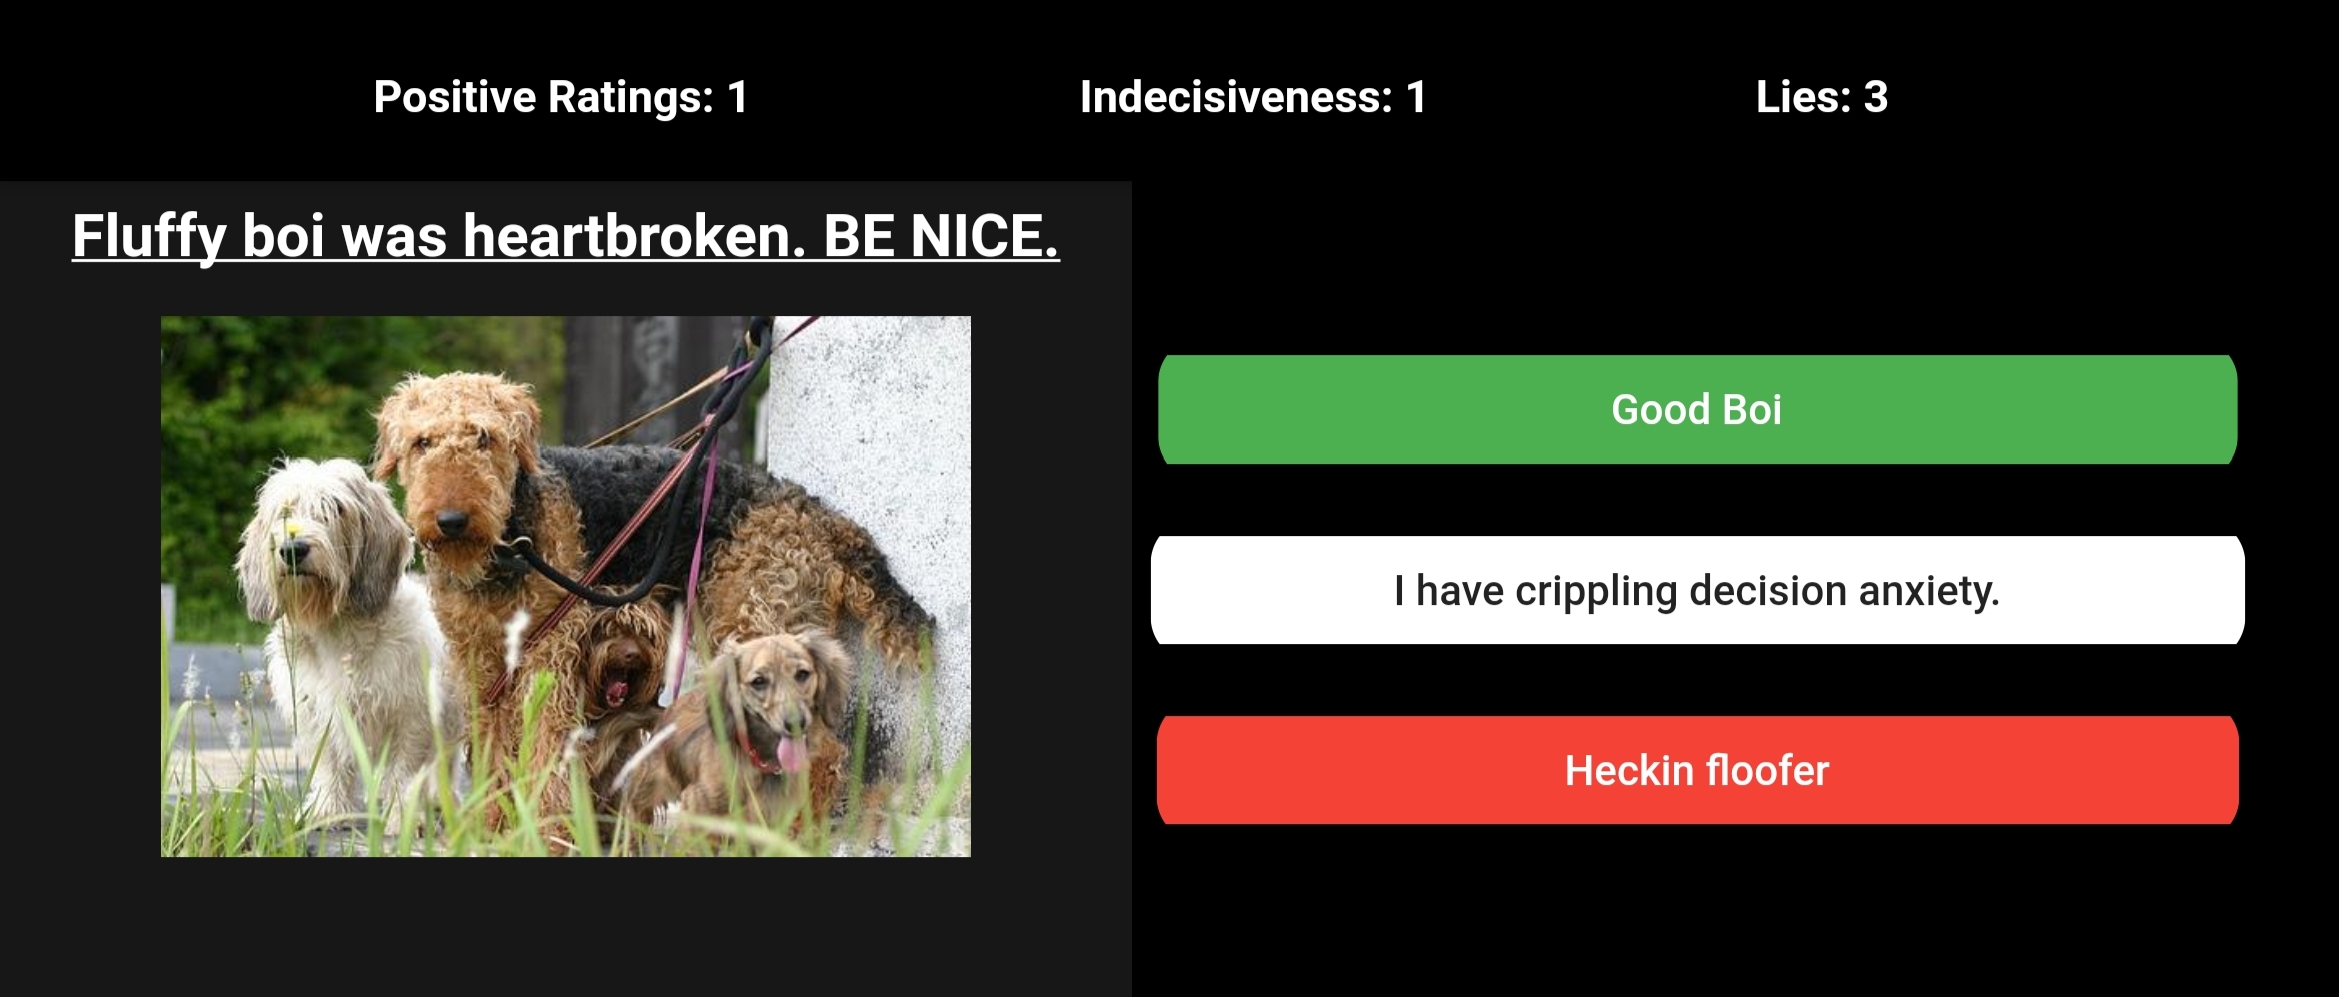 Positive Ratings: 1
Indecisiveness: 1
Lies: 3
Fluffy boi was heartbroken. BE NICE.
Good Boi
I have crippling decision anxiety.
Heckin floofer